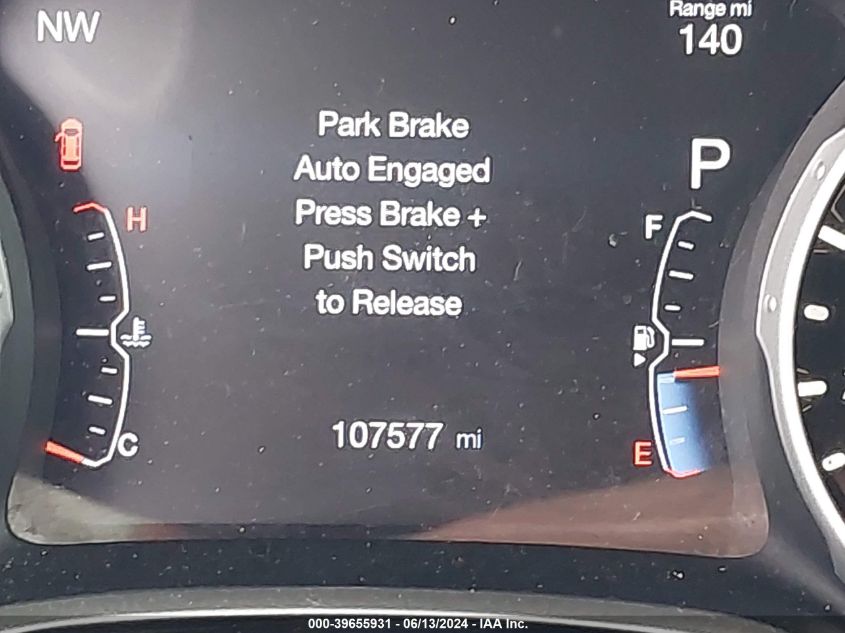 NW
Range mi
140
Park Brake
Auto Engaged
Press Brake +
Push Switch
to Release
P
H
F
C
E
107577 mi
000-39655931 - 06/13/2024 - IAA Inc.